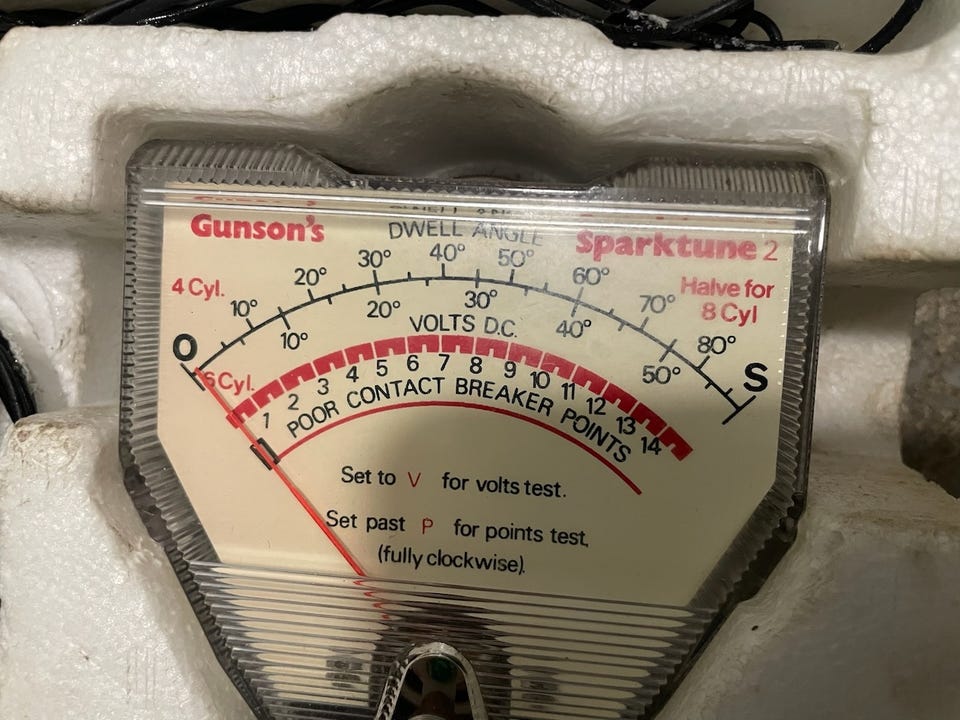 Gunson's
DWELL ANGLE
Sparktune 2
4 Cyl.
10° 20° 30° 40° 50° 60° 70° 80°
Halve for
8 Cyl
O
10° 20° 30° 40° 50°
S
6 Cyl.
VOLTS D.C.
1 2 3 4 5 6 7 8 9 10 11 12 13 14
POOR CONTACT BREAKER POINTS
Set to V for volts test.
Set past P for points test,
(fully clockwise).